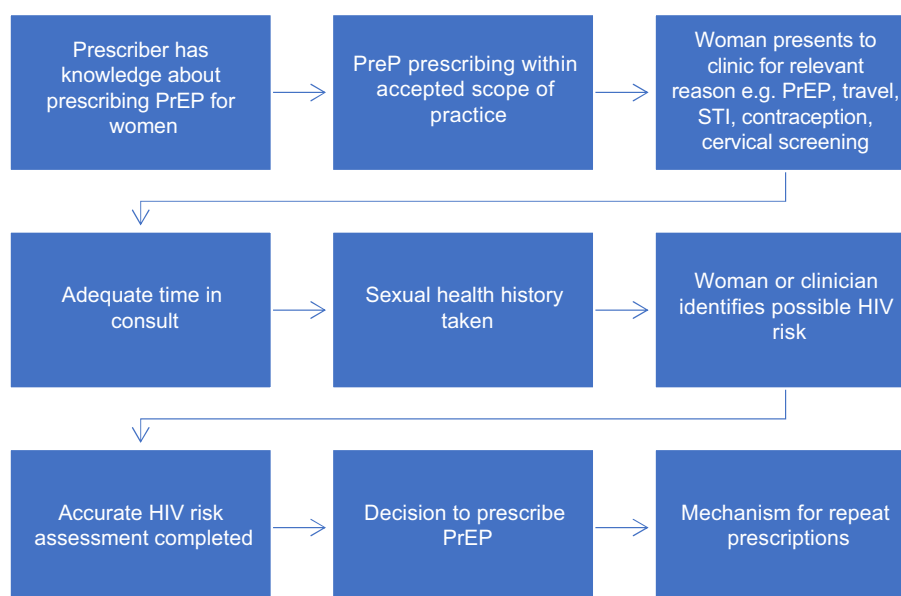 Prescriber has
knowledge about
prescribing PrEP for
women
PreP prescribing within
accepted scope of
practice
Woman presents to
clinic for relevant
reason e.g. PrEP, travel,
STI, contraception,
cervical screening
Adequate time in
consult
Sexual health history
taken
Woman or clinician
identifies possible HIV
risk
Accurate HIV risk
assessment completed
Decision to prescribe
PrEP
Mechanism for repeat
prescriptions